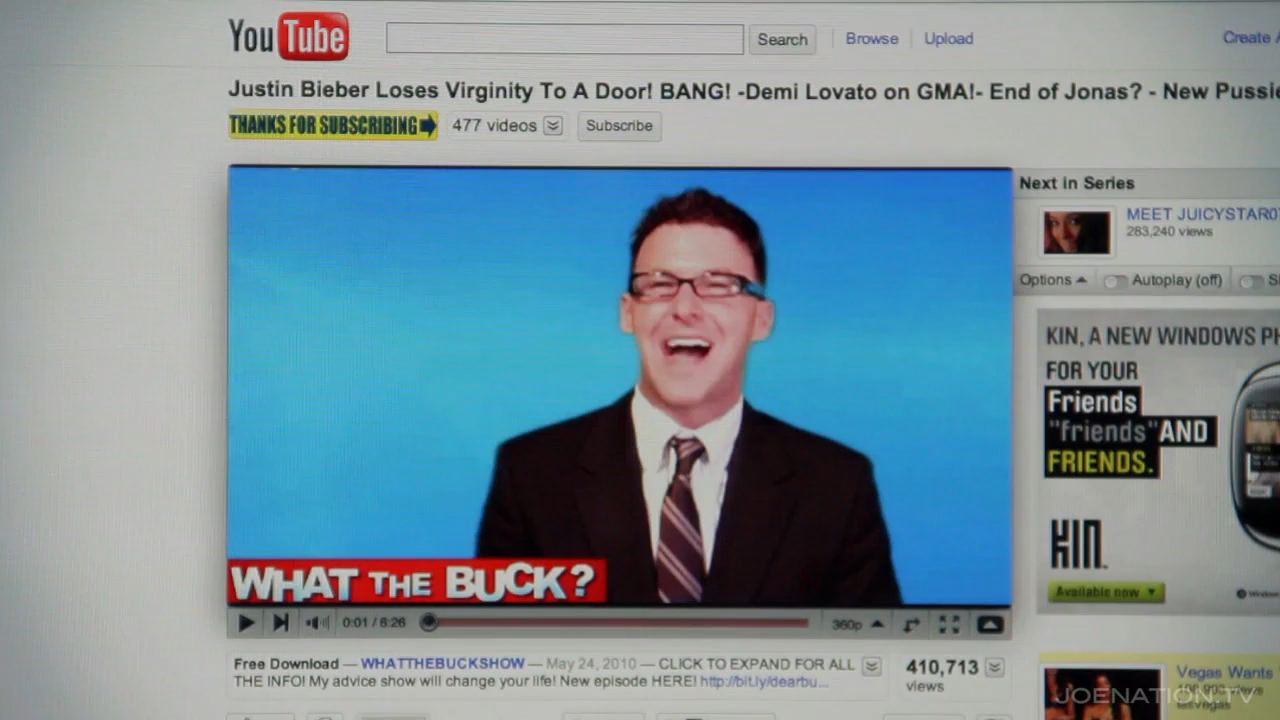 YouTube
Search
Browse
Upload
Create
Justin Bieber Loses Virginity To A Door! BANG! -Demi Lovato on GMA!- End of Jonas? - New
THANKS FOR SUBSCRIBING
477 videos
Subscribe
Next in Series
MEET
283,240 views
Options
Autoplay (off)
KIN, A NEW WINDOWS
FOR YOUR
Friends
"friends" AND
FRIENDS.
KIN
Available now
WHAT THE BUCK?
0:01 / 6:26
360p
Free Download — WHATTHEBUCKSHOW — May 24, 2010 — CLICK TO EXPAND FOR ALL
THE INFO! My advice show will change your life! New episode HERE! http://bit.ly/dearbu...
410,713
views
Vegas Wants
JOENATION.TV